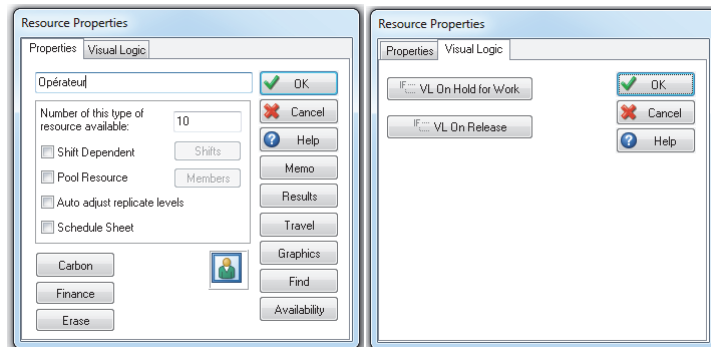 Resource Properties
Properties Visual Logic
Opérateur
OK
Number of this type of
resource available:
10
Cancel
Shift Dependent
Shifts
Help
Pool Resource
Members
Memo
Auto adjust replicate levels
Results
Schedule Sheet
Travel
Graphics
Carbon
Find
Finance
Availability
Erase
Resource Properties
Properties Visual Logic
IF VL On Hold for Work
OK
Cancel
IF VL On Release
Help